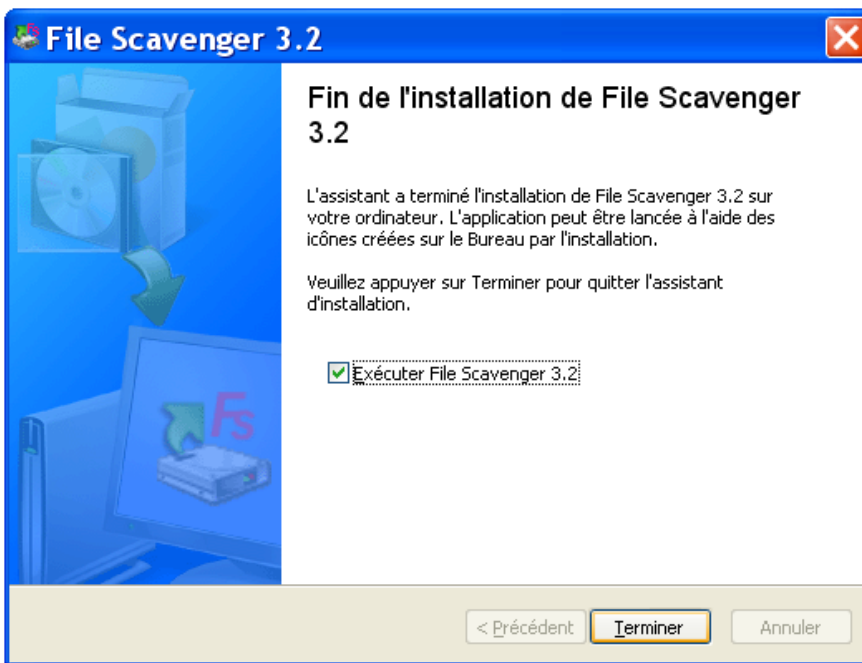 File Scavenger 3.2
Fin de l'installation de File Scavenger
3.2
L'assistant a terminé l'installation de File Scavenger 3.2 sur
votre ordinateur. L'application peut être lancée à l'aide des
icônes créées sur le Bureau par l'installation.
Veuillez appuyer sur Terminer pour quitter l'assistant
d'installation.
Exécuter File Scavenger 3.2
Fs
< Précédent
Terminer
Annuler